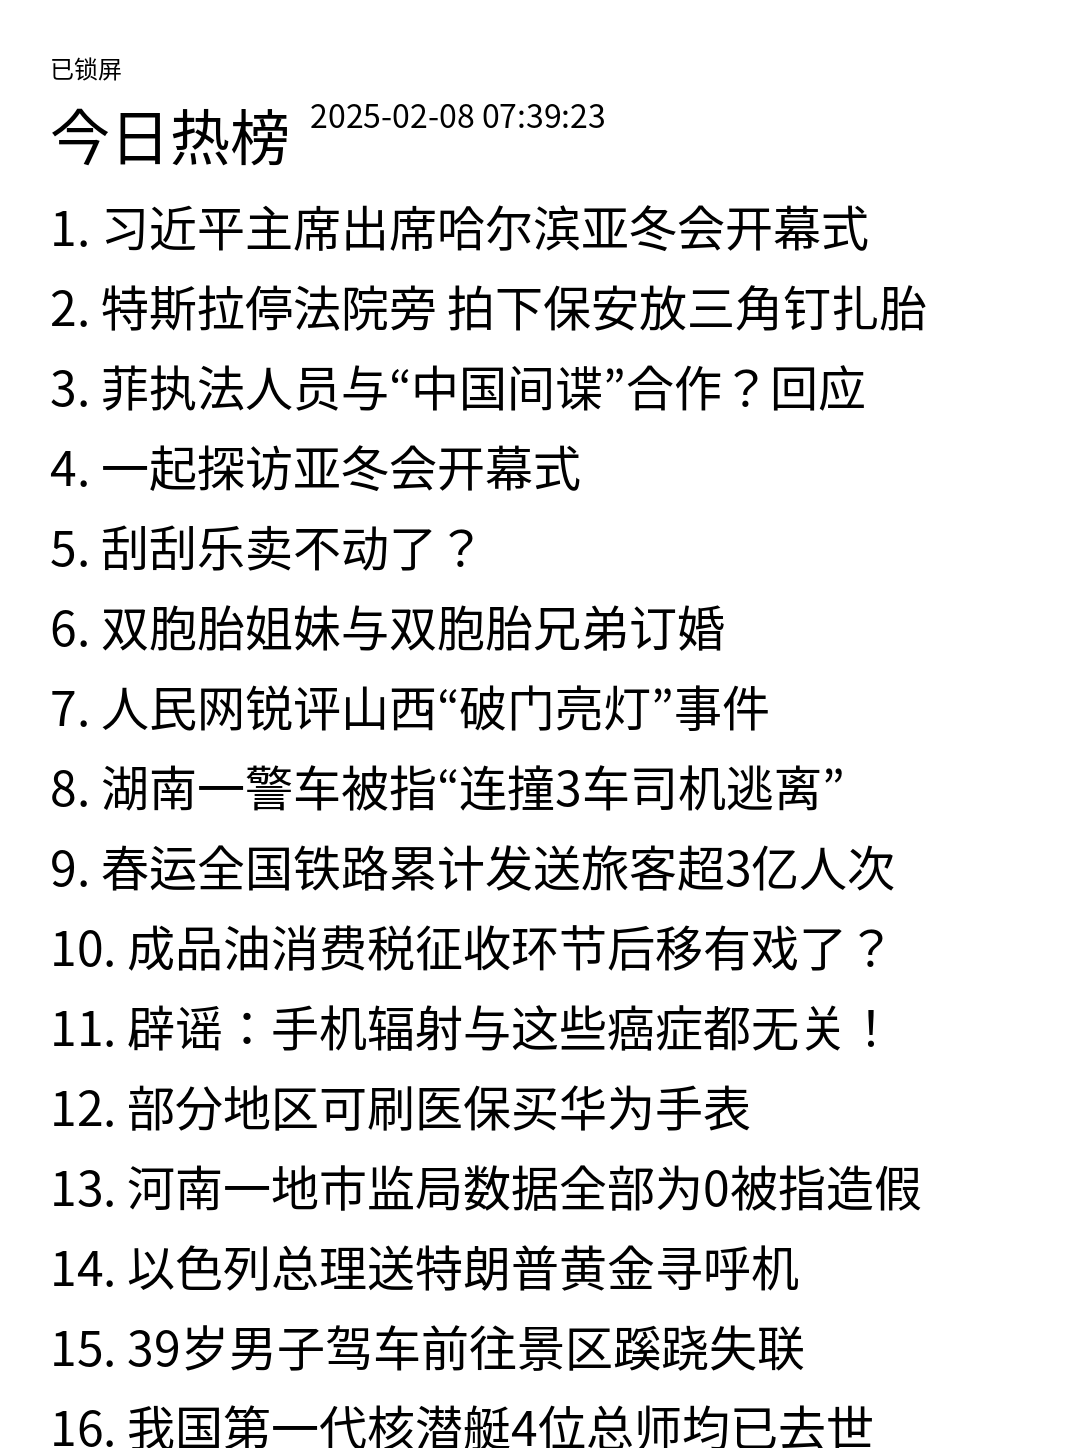 已锁屏
今日热榜 2025-02-08 07:39:23
1. 习近平主席出席哈尔滨亚冬会开幕式
2. 特斯拉停法院旁 拍下保安放三角钉扎胎
3. 菲执法人员与“中国间谍”合作？回应
4. 一起探访亚冬会开幕式
5. 刮刮乐卖不动了？
6. 双胞胎姐妹与双胞胎兄弟订婚
7. 人民网锐评山西“破门亮灯”事件
8. 湖南一警车被指“连撞3车司机逃离”
9. 春运全国铁路累计发送旅客超3亿人次
10. 成品油消费税征收环节后移有戏了？
11. 辟谣：手机辐射与这些癌症都无关！
12. 部分地区可刷医保买华为手表
13. 河南一地市监局数据全部为0被指造假
14. 以色列总理送特朗普黄金寻呼机
15. 39岁男子驾车前往景区蹊跷失联
16. 我国第一代核潜艇4位总师均已去世